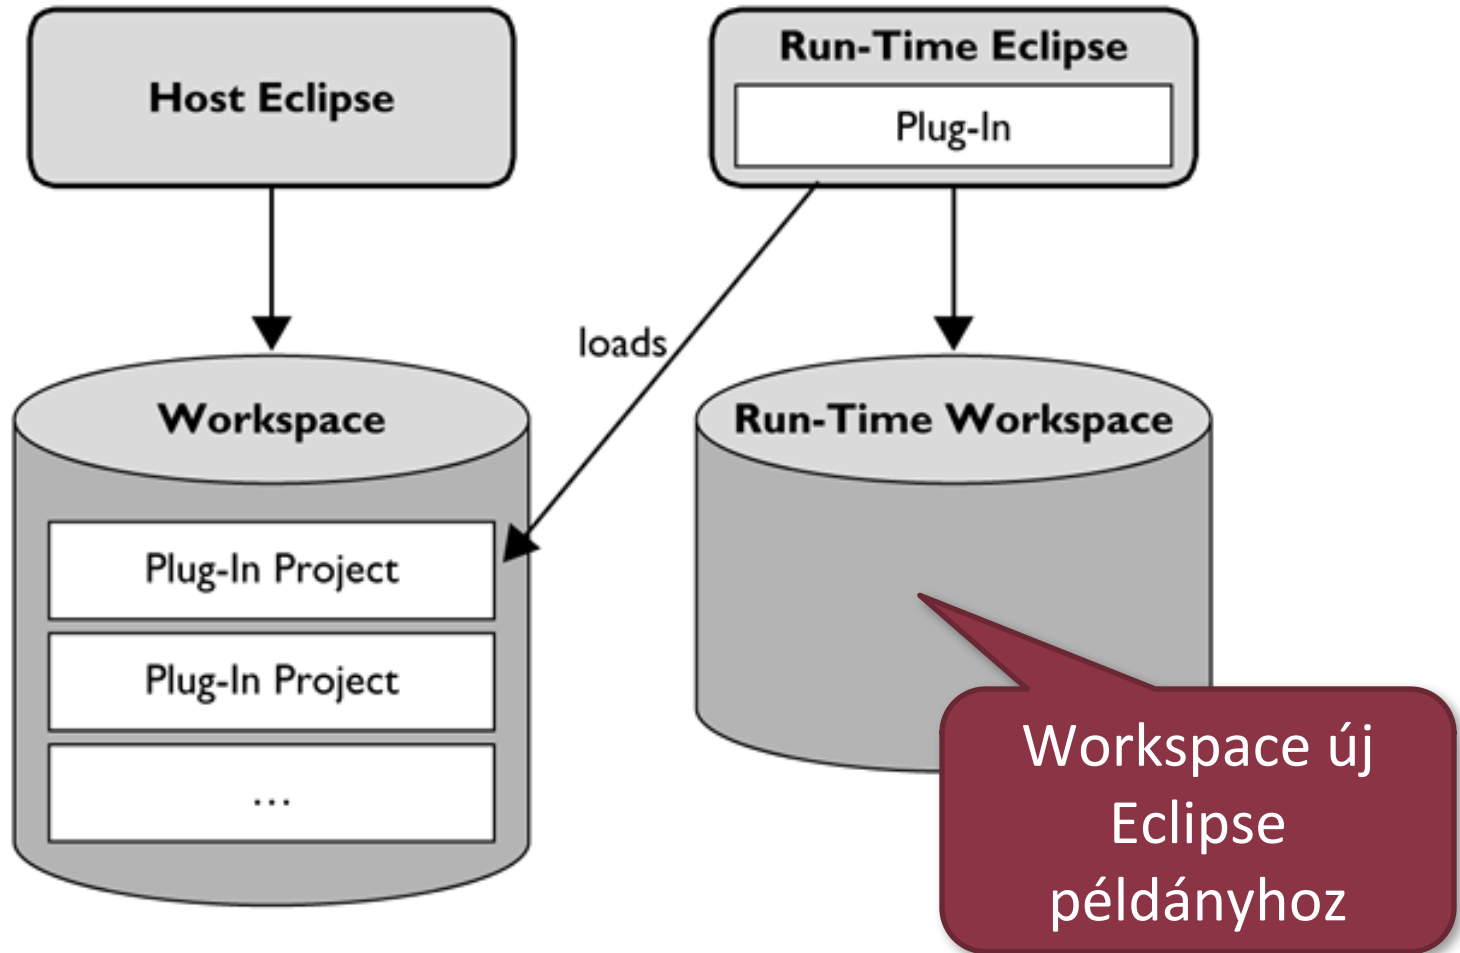 Host Eclipse
Run-Time Eclipse
Plug-In
loads
Workspace
Plug-In Project
Plug-In Project
...
Run-Time Workspace
Workspace új
Eclipse
példányhoz